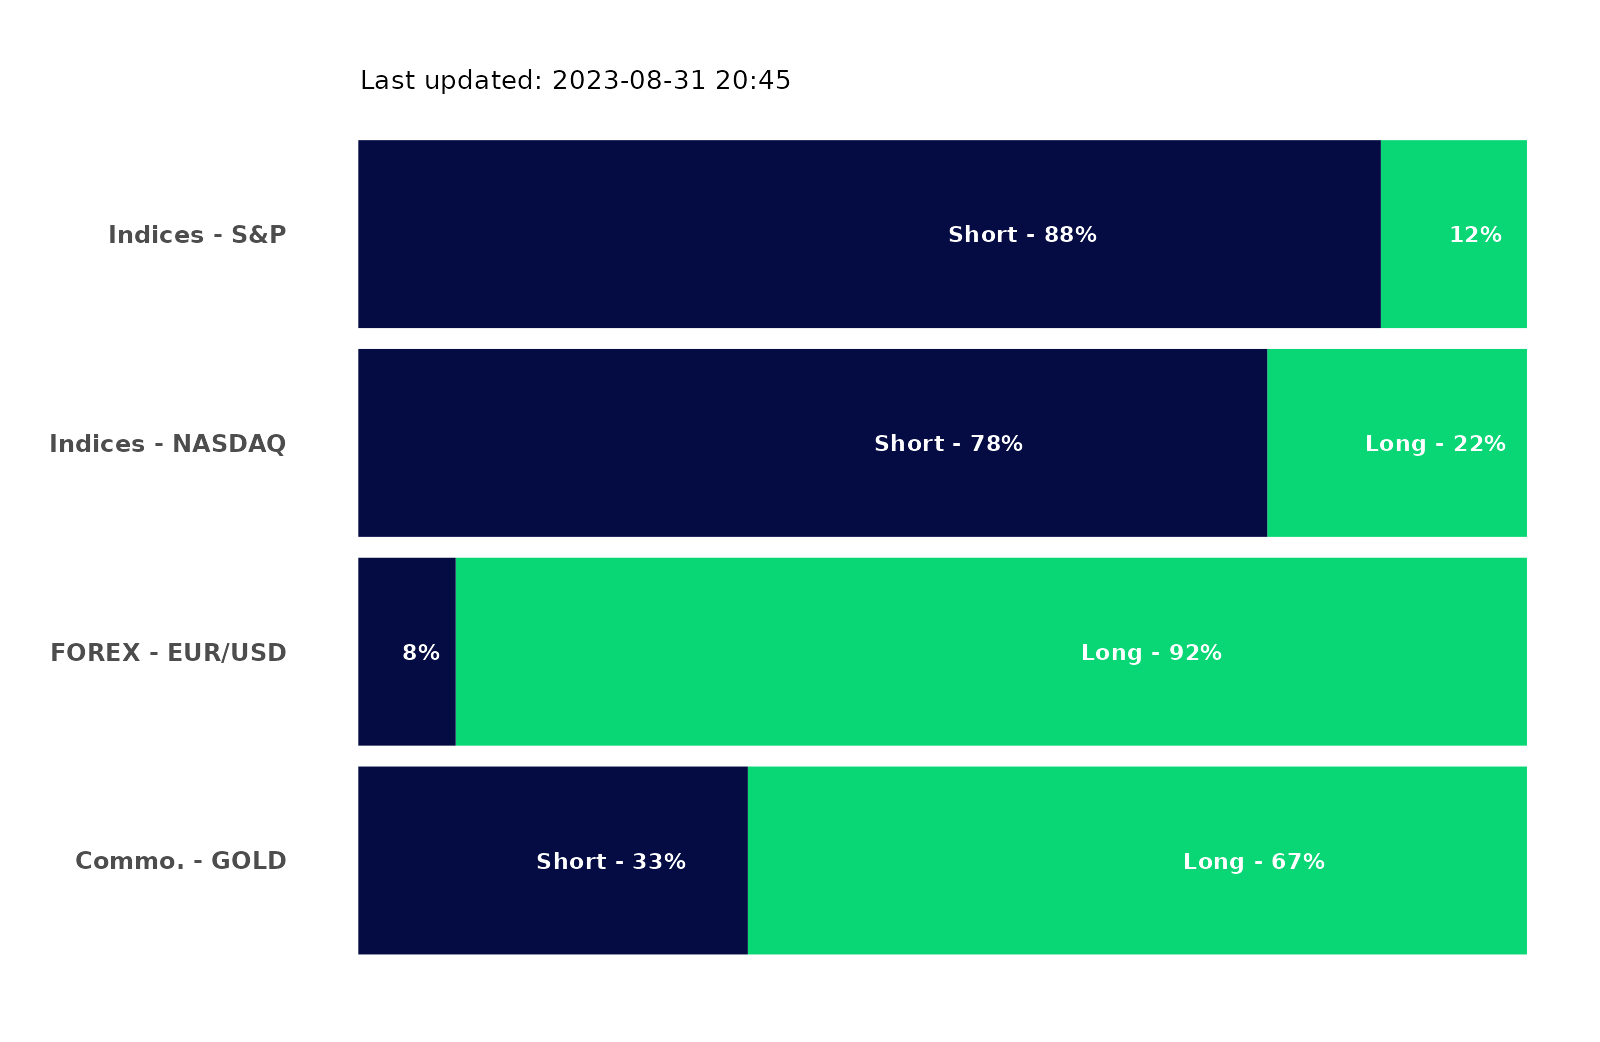 Last updated: 2023-08-31 20:45
Indices - S&P Short - 88% 12%
Indices - NASDAQ Short - 78% Long - 22%
FOREX - EUR/USD 8% Long - 92%
Commo. - GOLD Short - 33% Long - 67%